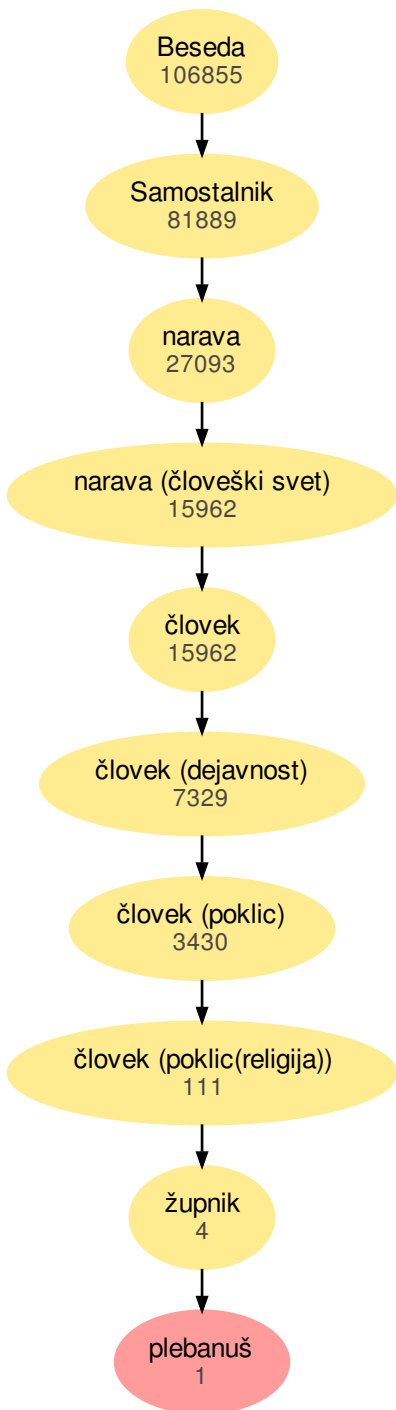 Beseda
106855
Samostalnik
81889
narava
27093
narava (človeški svet)
15962
človek
15962
človek (dejavnost)
7329
človek (poklic)
3430
človek (poklic(religija))
111
župnik
4
plebanuš
1